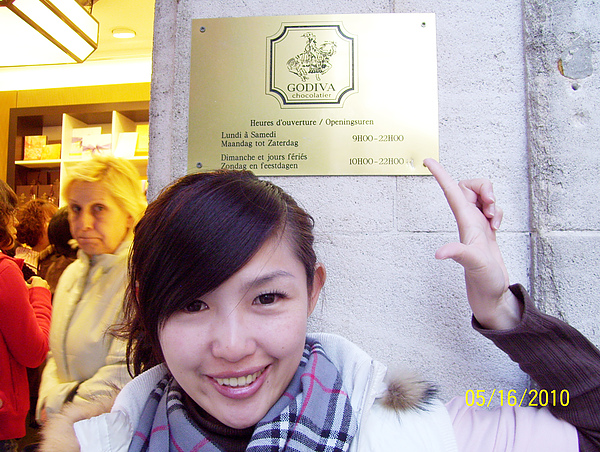 GODIVA
chocolatier
Heures d'ouverture / Openingsuren
Lundi à Samedi
Maandag tot Zaterdag 9H00-22H00
Dimanche et jours fériés
Zondag en feestdagen 10H00-22H00
05/16/2010